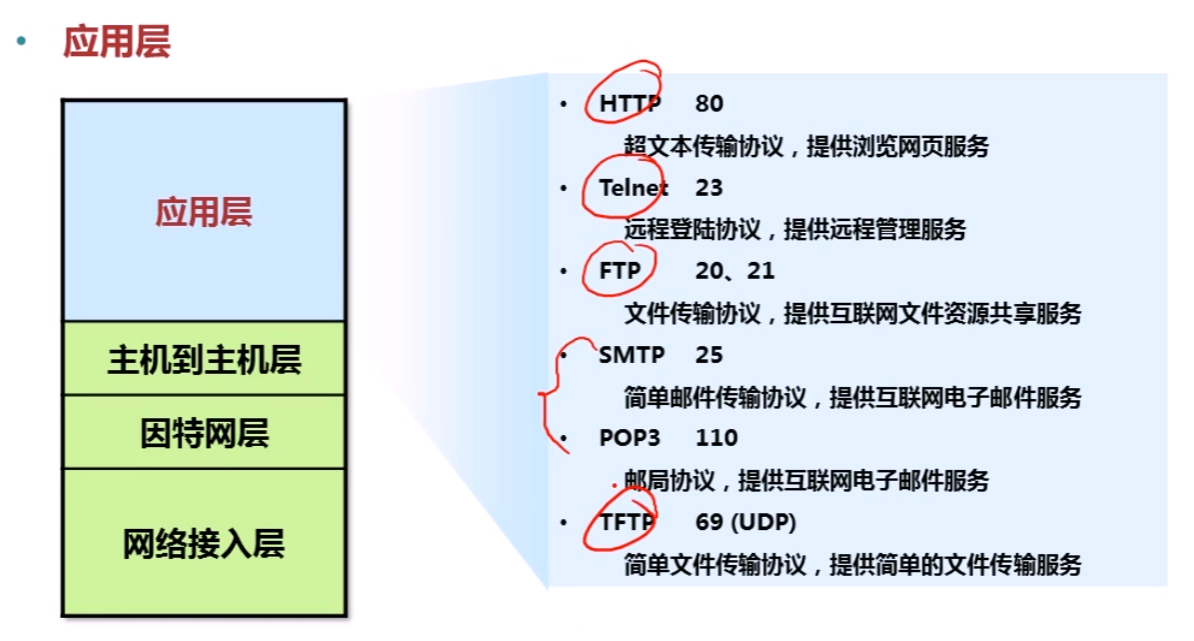 应用层
应用层
主机到主机层
因特网层
网络接入层
HTTP 80
超文本传输协议，提供浏览网页服务
Telnet 23
远程登陆协议，提供远程管理服务
FTP 20、21
文件传输协议，提供互联网文件资源共享服务
SMTP 25
简单邮件传输协议，提供互联网电子邮件服务
POP3 110
邮局协议，提供互联网电子邮件服务
TFTP 69 (UDP)
简单文件传输协议，提供简单的文件传输服务